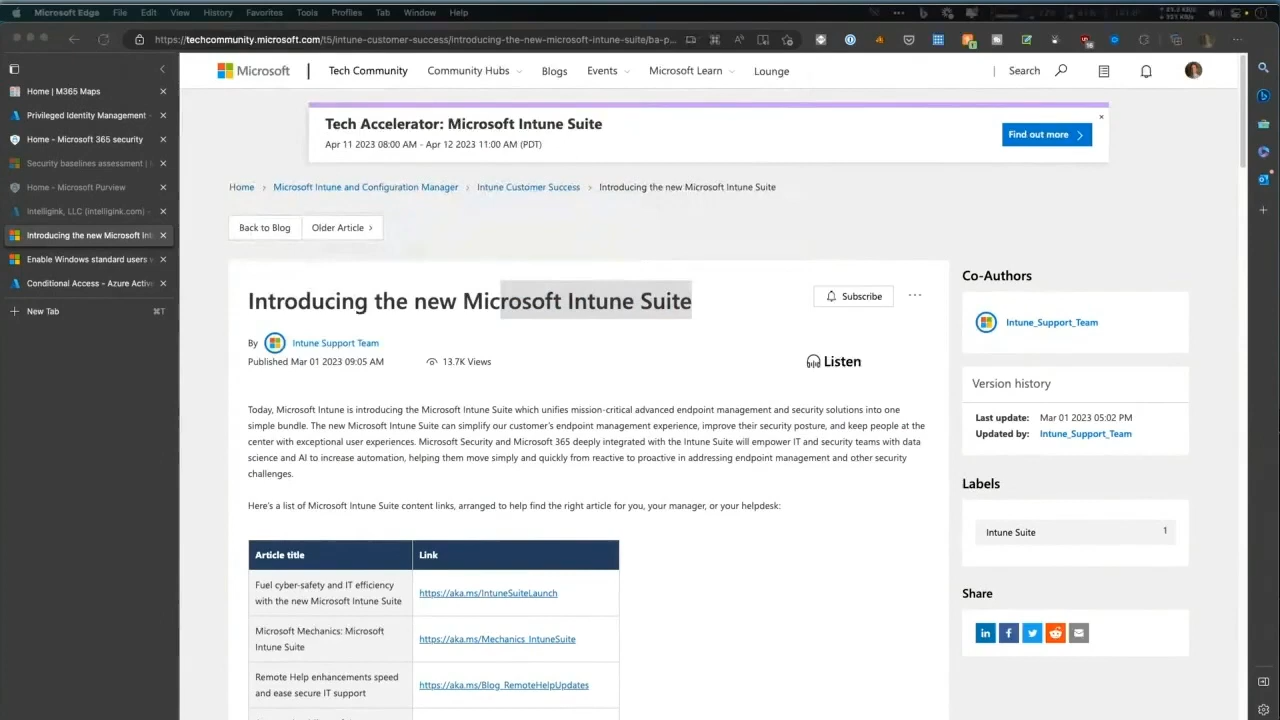 Microsoft Edge File Edit View History Favorites Tools Profiles Tab Window Help
https://techcommunity.microsoft.com/t5/intune-customer-success/introducing-the-new-microsoft-intune-suite/ba-p...
Home | M365 Maps
Privileged Identity Management
Home - Microsoft 365 security
Security baselines assessment |
Home - Microsoft Purview
Intelligink, LLC (intelligink.com)
Introducing the new Microsoft Int
Enable Windows standard users
Conditional Access - Azure Activ
New Tab ⌘T
Microsoft | Tech Community Community Hubs Blogs Events Microsoft Learn Lounge | Search
Tech Accelerator: Microsoft Intune Suite
Apr 11 2023 08:00 AM - Apr 12 2023 11:00 AM (PDT)
Find out more
Home > Microsoft Intune and Configuration Manager > Intune Customer Success > Introducing the new Microsoft Intune Suite
Back to Blog Older Article >
Introducing the new Microsoft Intune Suite
Subscribe ...
By Intune Support Team
Published Mar 01 2023 09:05 AM 13.7K Views
Listen
Today, Microsoft Intune is introducing the Microsoft Intune Suite which unifies mission-critical advanced endpoint management and security solutions into one
simple bundle. The new Microsoft Intune Suite can simplify our customer's endpoint management experience, improve their security posture, and keep people at the
center with exceptional user experiences. Microsoft Security and Microsoft 365 deeply integrated with the Intune Suite will empower IT and security teams with data
science and AI to increase automation, helping them move simply and quickly from reactive to proactive in addressing endpoint management and other security
challenges.
Here's a list of Microsoft Intune Suite content links, arranged to help find the right article for you, your manager, or your helpdesk:
Article title Link
Fuel cyber-safety and IT efficiency
with the new Microsoft Intune Suite
https://aka.ms/IntuneSuiteLaunch
Microsoft Mechanics: Microsoft
Intune Suite
https://aka.ms/Mechanics_IntuneSuite
Remote Help enhancements speed
and ease secure IT support
https://aka.ms/Blog_RemoteHelpUpdates
Co-Authors
Intune_Support_Team
Version history
Last update: Mar 01 2023 05:02 PM
Updated by: Intune_Support_Team
Labels
Intune Suite 1
Share